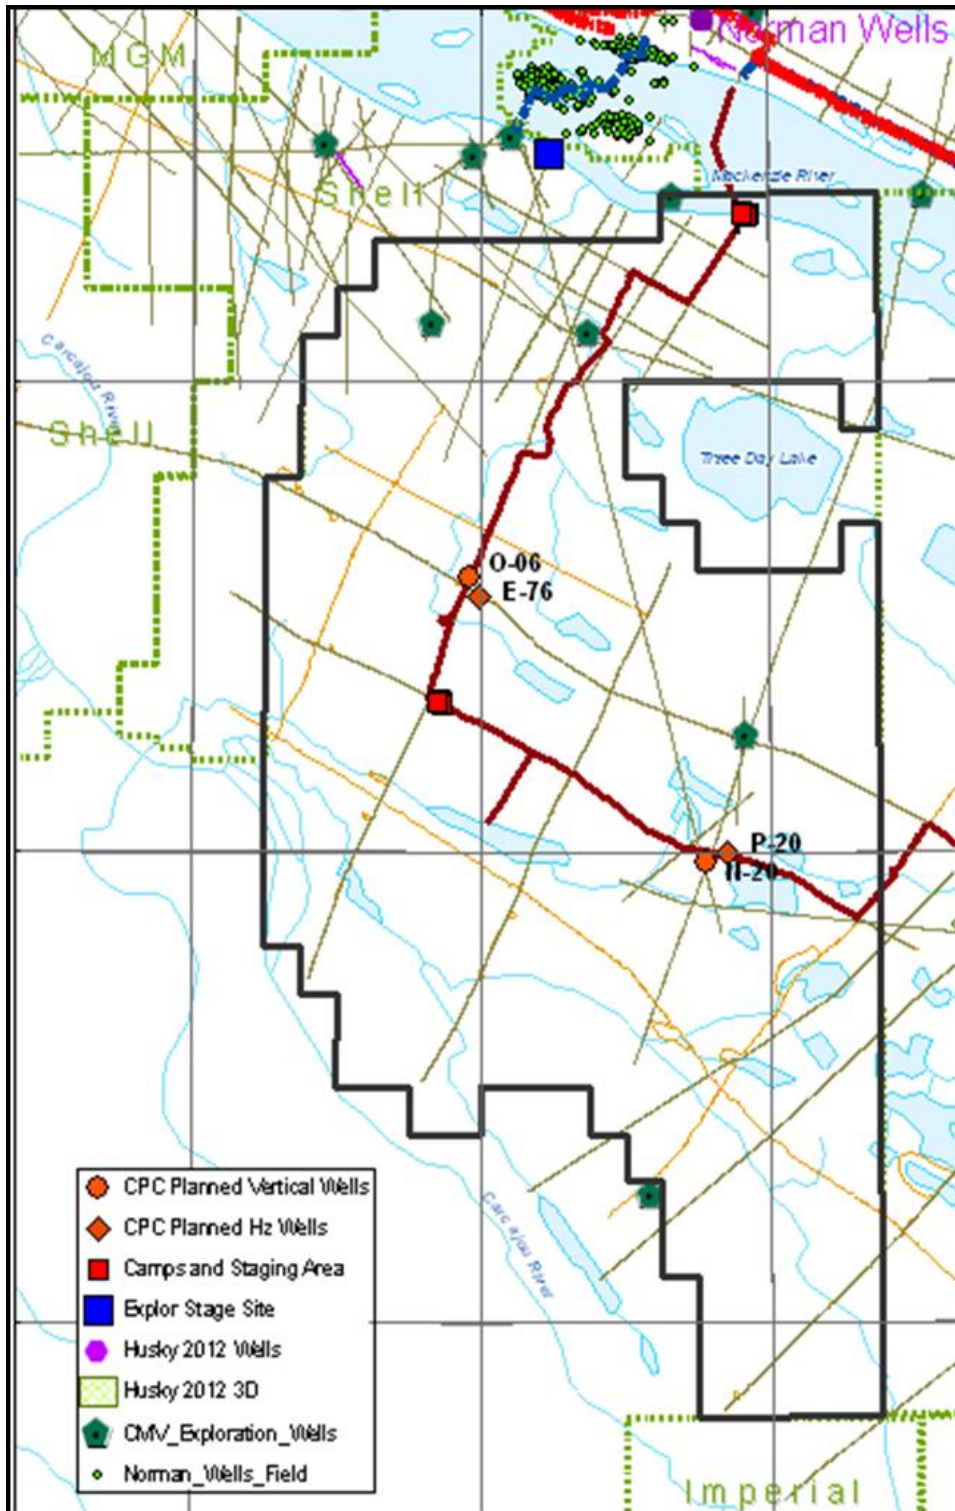 Norman Wells
MGM
Mackenzie River
Shell
Carcajou River
Shell
Three Day Lake
O-06
E-76
P-20
H-20
CPC Planned Vertical Wells
CPC Planned Hz Wells
Camps and Staging Area
Explor Stage Site
Husky 2012 Wells
Husky 2012 3D
CMV_Exploration_Wells
Norman_Wells_Field
Carcajou River
Imperial